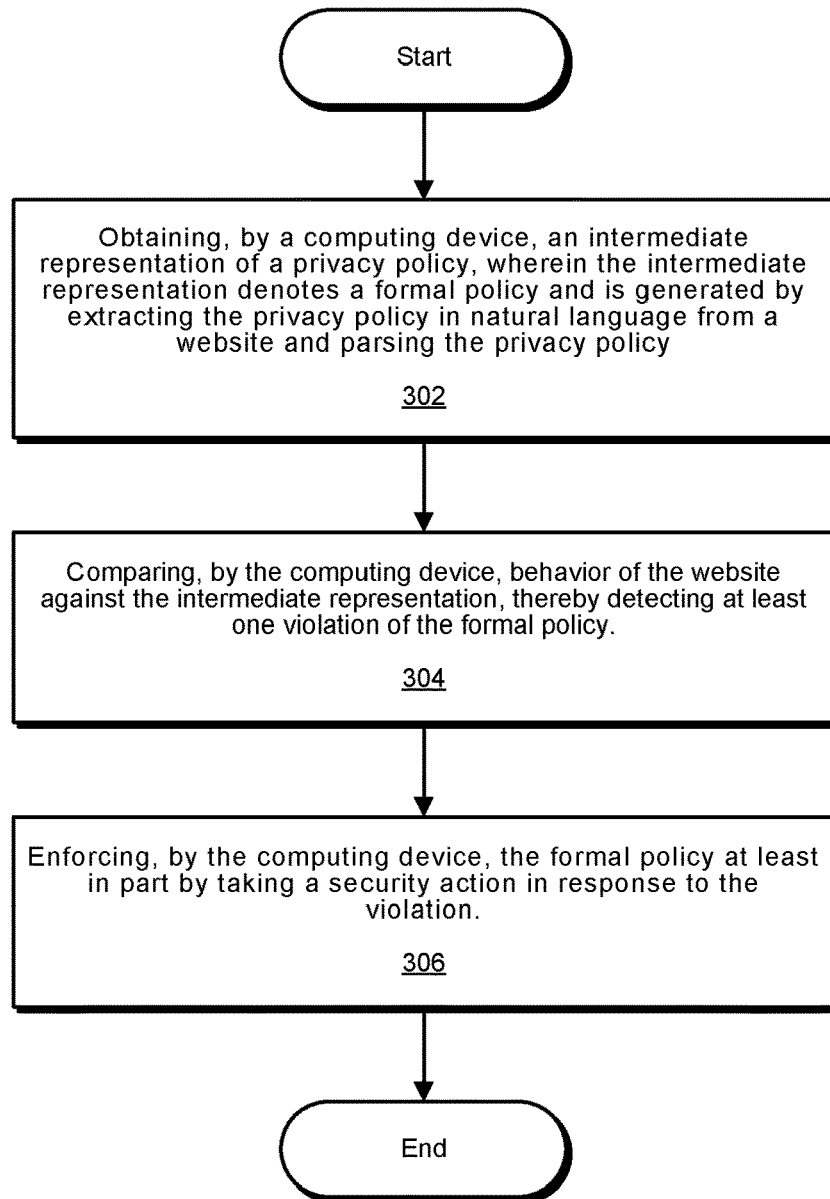 Start
Obtaining, by a computing device, an intermediate
representation of a privacy policy, wherein the intermediate
representation denotes a formal policy and is generated by
extracting the privacy policy in natural language from a
website and parsing the privacy policy
302
Comparing, by the computing device, behavior of the website
against the intermediate representation, thereby detecting at least
one violation of the formal policy.
304
Enforcing, by the computing device, the formal policy at least
in part by taking a security action in response to the
violation.
306
End